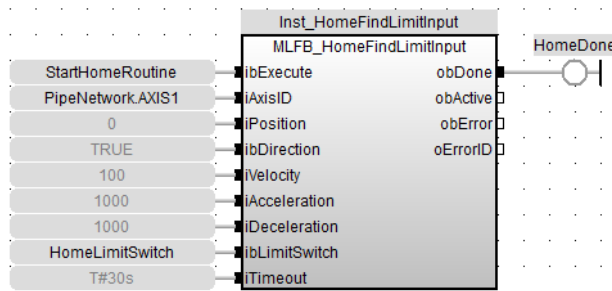 Inst_HomeFindLimitInput
MLFB_HomeFindLimitInput
HomeDone
StartHomeRoutine ibExecute obDone
PipeNetwork.AXIS1 iAxisID obActive
0 iPosition obError
TRUE ibDirection oErrorID
100 iVelocity
1000 iAcceleration
1000 iDeceleration
HomeLimitSwitch ibLimitSwitch
T#30s iTimeout